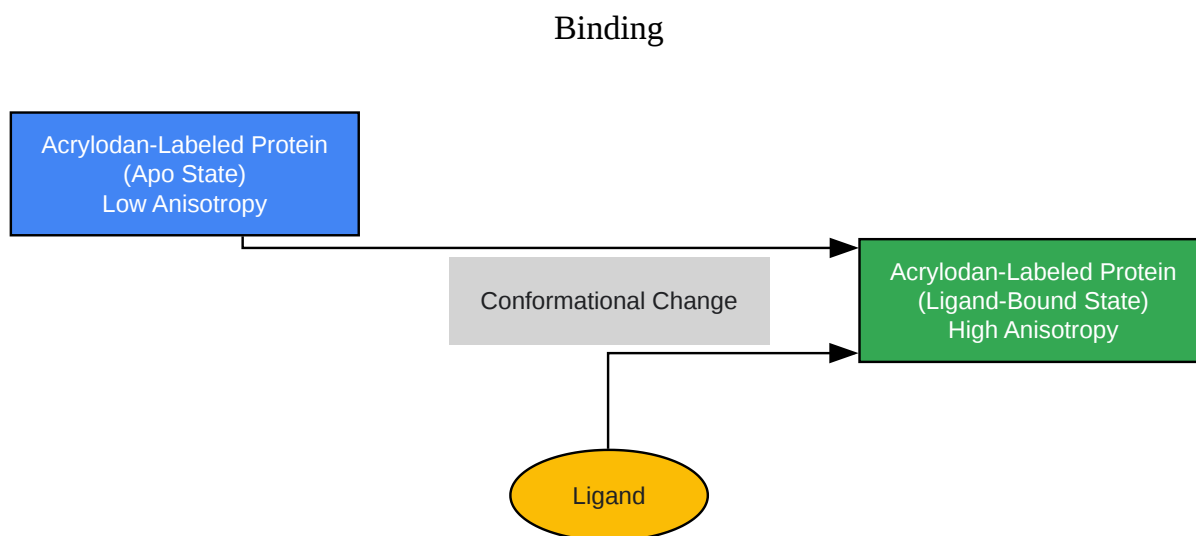 Binding
Acrylodan-Labeled Protein
(Apo State)
Low Anisotropy
Conformational Change
Acrylodan-Labeled Protein
(Ligand-Bound State)
High Anisotropy
Ligand